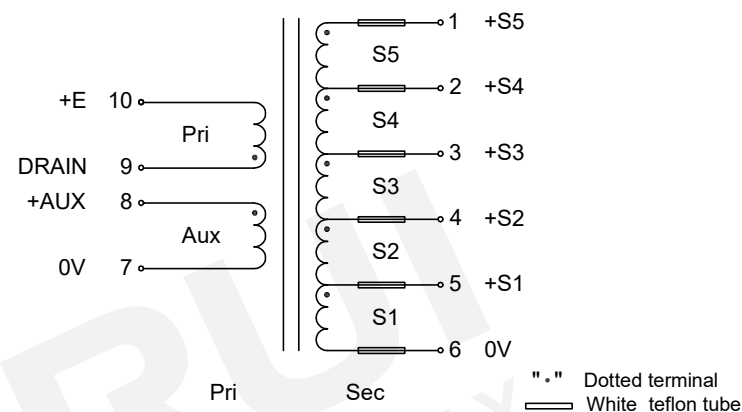 1 +S5
S5
2 +S4
+E 10
Pri
S4
DRAIN 9
3 +S3
+AUX 8
S3
Aux
4 +S2
0V 7
S2
5 +S1
S1
6 0V
Pri Sec
"∘" Dotted terminal
White teflon tube
RUI